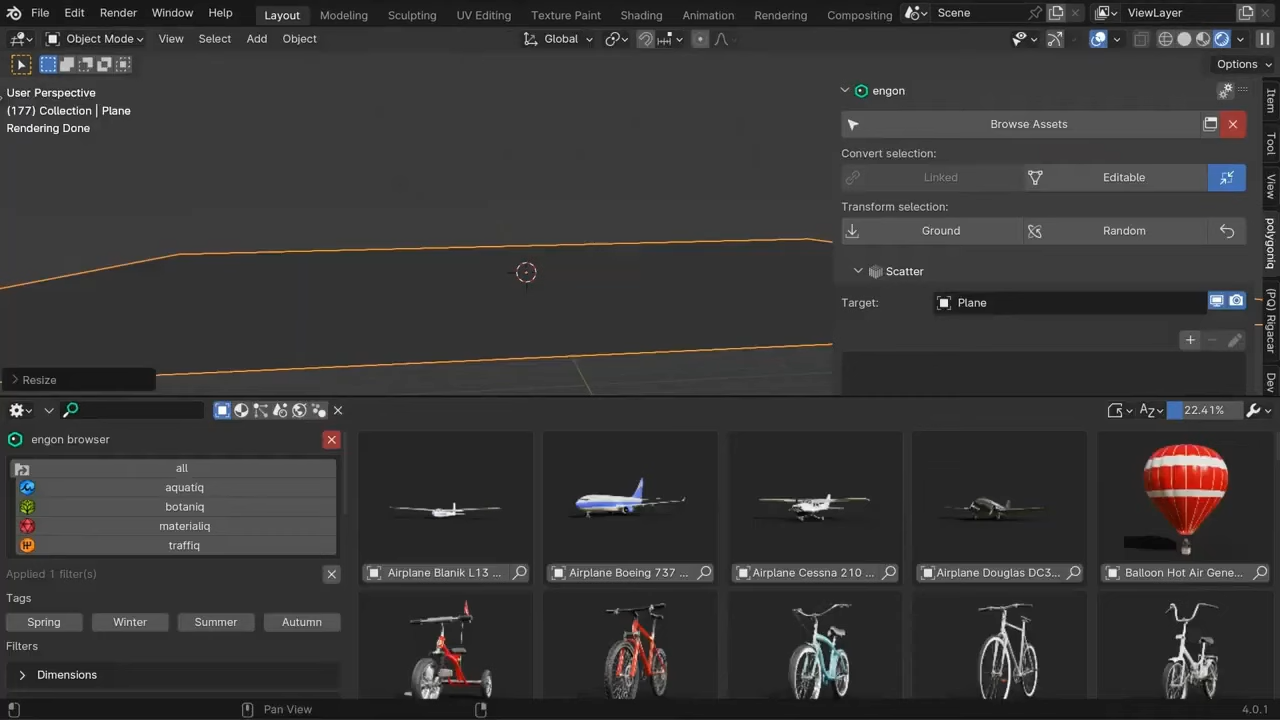 File Edit Render Window Help Layout Modeling Sculpting UV Editing Texture Paint Shading Animation Rendering Compositing Scene ViewLayer
Object Mode View Select Add Object Global
Options
User Perspective
(177) Collection | Plane
Rendering Done
engon
Browse Assets
Convert selection:
Linked Editable
Transform selection:
Ground Random
Scatter
Target: Plane
Item
Tool
View
polygoniq
(PQ) Rigacar
Dev
Resize
22.41%
engon browser
all
aquatiq
botaniq
materialiq
traffiq
Applied 1 filter(s)
Tags
Spring Winter Summer Autumn
Filters
Dimensions
Airplane Blanik L13 ... Airplane Boeing 737 ... Airplane Cessna 210 ... Airplane Douglas DC3... Balloon Hot Air Gene...
Pan View 4.0.1